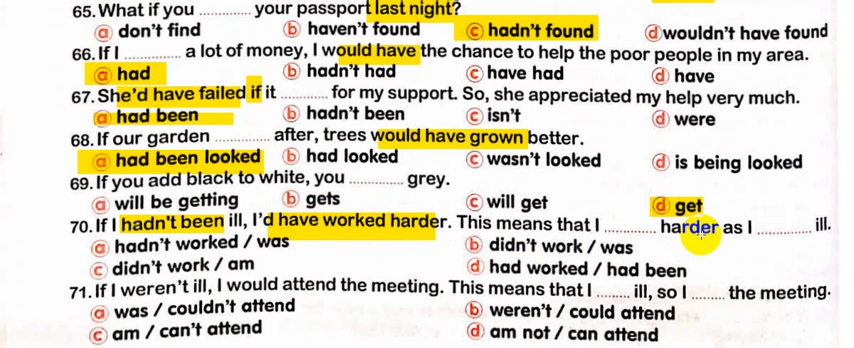 65. What if you ............ your passport last night?
a don't find b haven't found c hadn't found d wouldn't have found
66. If I ............ a lot of money, I would have the chance to help the poor people in my area.
a had b hadn't had c have had d have
67. She'd have failed if it ............ for my support. So, she appreciated my help very much.
a had been b hadn't been c isn't d were
68. If our garden ............ after, trees would have grown better.
a had been looked b had looked c wasn't looked d is being looked
69. If you add black to white, you ............ grey.
a will be getting b gets c will get d get
70. If I hadn't been ill, I'd have worked harder. This means that I ............ harder as I ............ ill.
a hadn't worked / was b didn't work / was
c didn't work / am d had worked / had been
71. If I weren't ill, I would attend the meeting. This means that I ........ ill, so I ........ the meeting.
a was / couldn't attend b weren't / could attend
c am / can't attend d am not / can attend